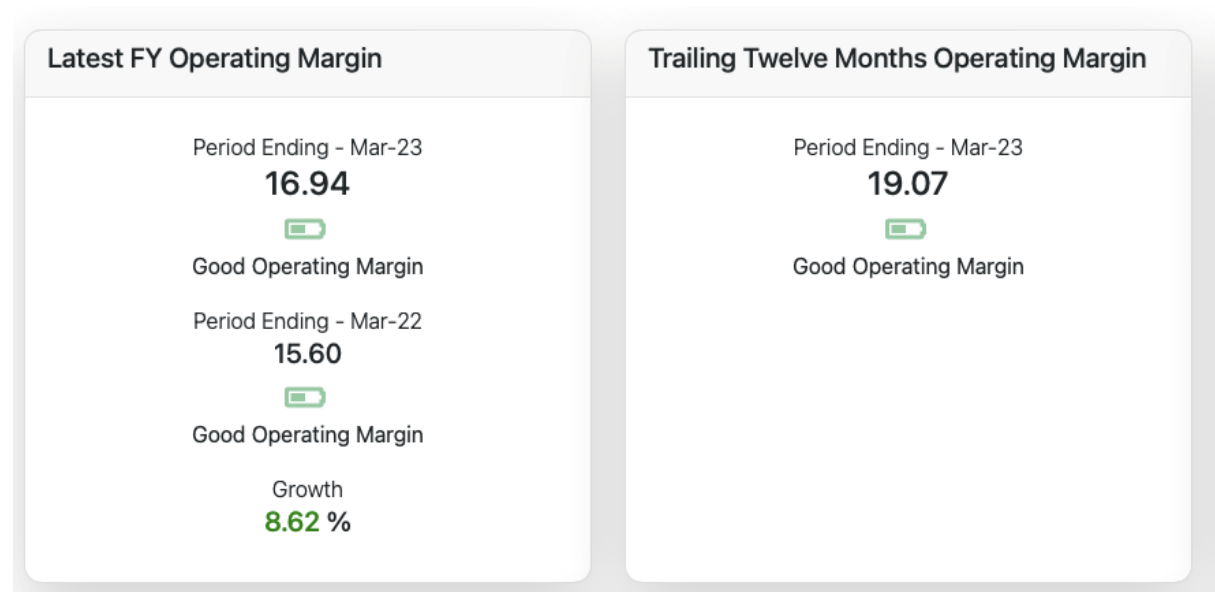 Latest FY Operating Margin
Period Ending - Mar-23
16.94
Good Operating Margin
Period Ending - Mar-22
15.60
Good Operating Margin
Growth
8.62 %
Trailing Twelve Months Operating Margin
Period Ending - Mar-23
19.07
Good Operating Margin